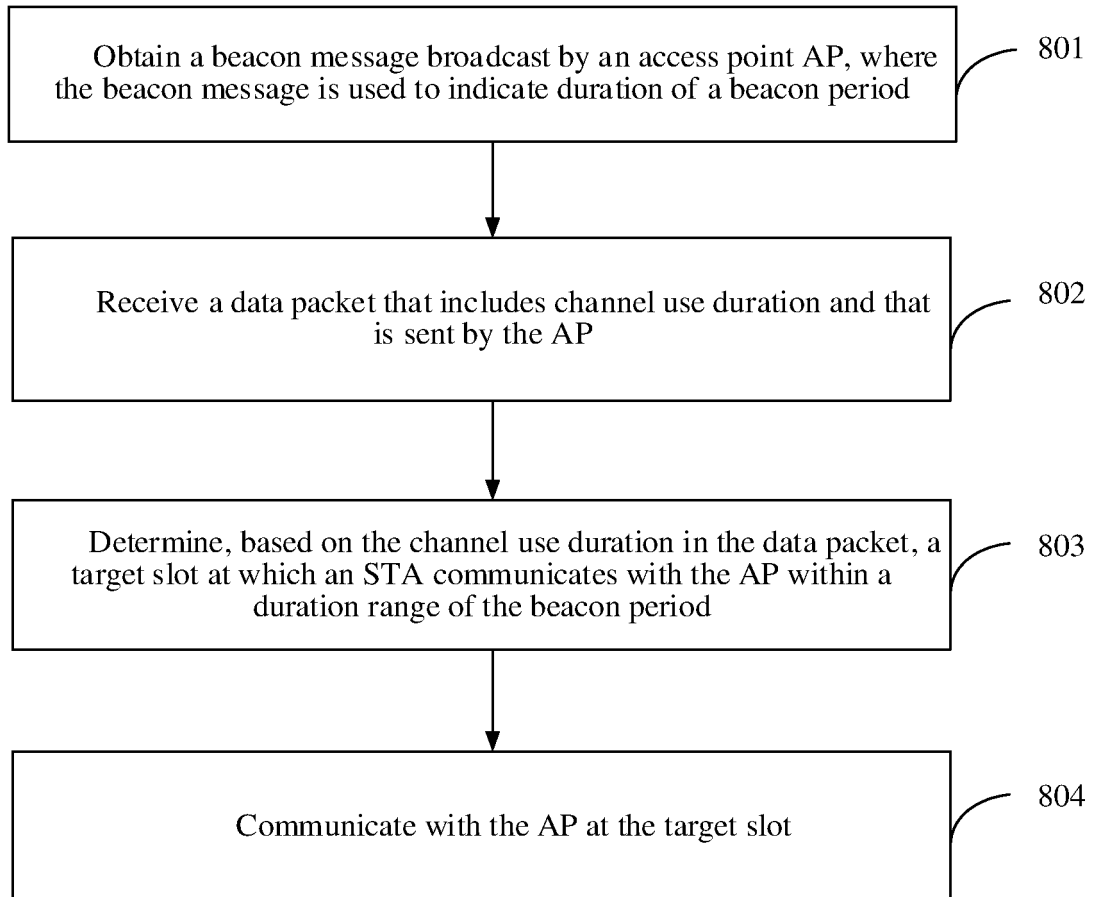 Obtain a beacon message broadcast by an access point AP, where
the beacon message is used to indicate duration of a beacon period
801
Receive a data packet that includes channel use duration and that
is sent by the AP
802
Determine, based on the channel use duration in the data packet, a
target slot at which an STA communicates with the AP within a
duration range of the beacon period
803
Communicate with the AP at the target slot
804